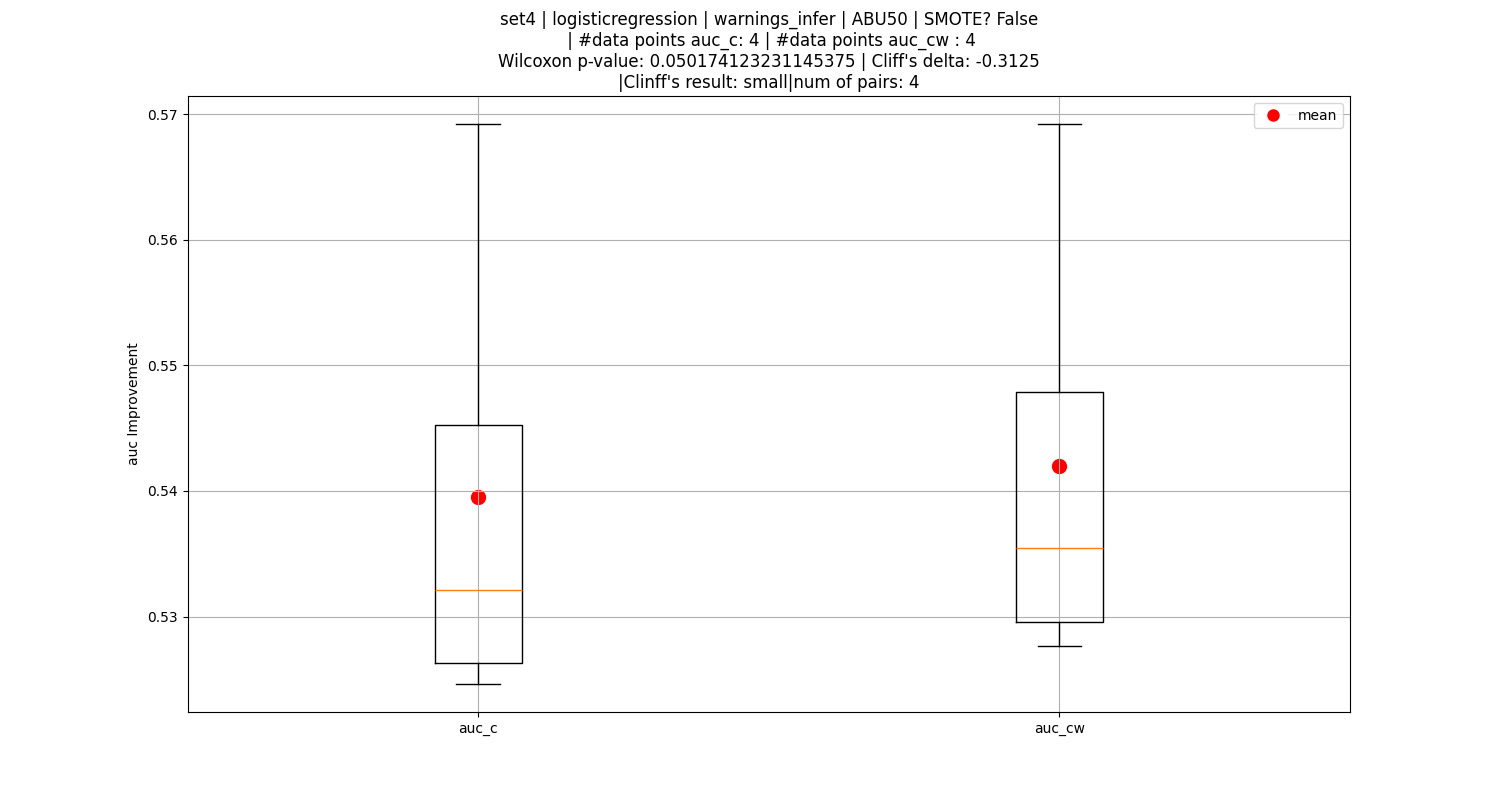 set4 | logisticregression | warnings_infer | ABU50 | SMOTE? False
| #data points auc_c: 4 | #data points auc_cw : 4
Wilcoxon p-value: 0.050174123231145375 | Cliff's delta: -0.3125
|Clinff's result: small|num of pairs: 4
mean
0.57
0.56
0.55
0.54
0.53
auc Improvement
auc_c
auc_cw